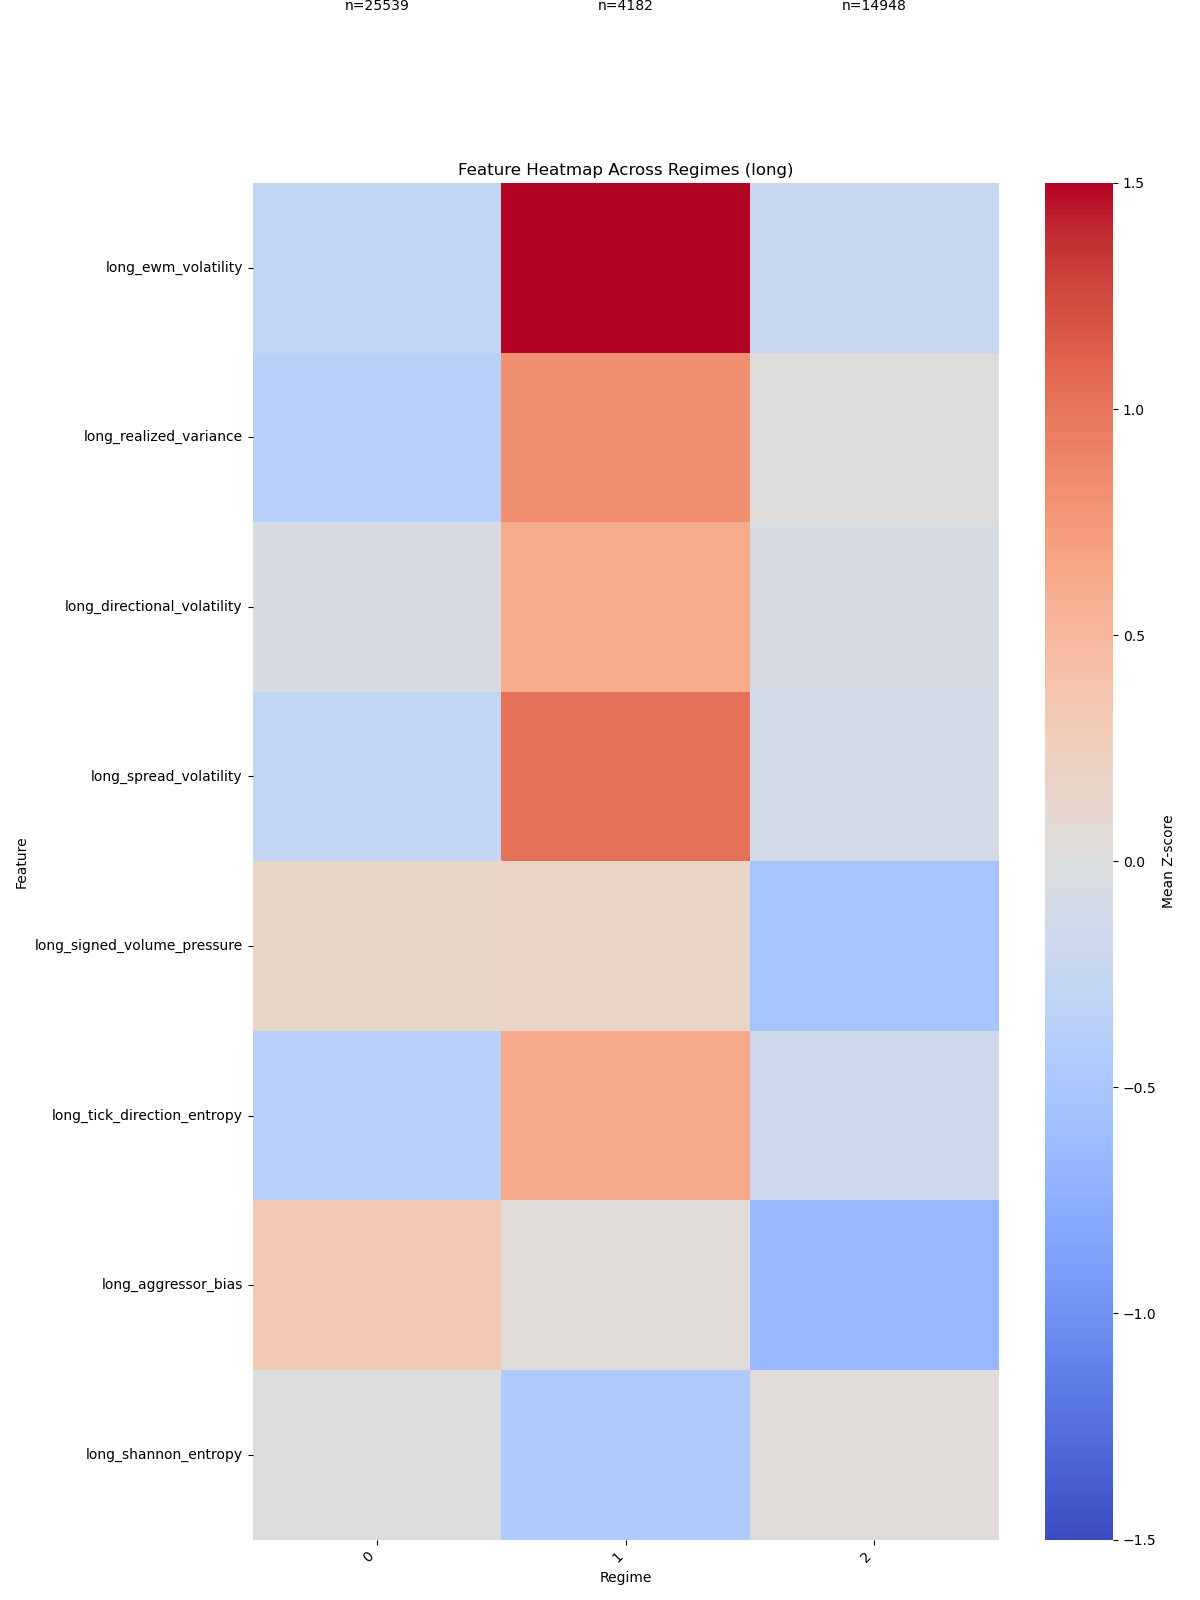 n=25539 n=4182 n=14948
Feature Heatmap Across Regimes (long)
long_ewm_volatility
long_realized_variance
long_directional_volatility
long_spread_volatility
long_signed_volume_pressure
long_tick_direction_entropy
long_aggressor_bias
long_shannon_entropy
Feature
0 1 2
Regime
1.5
1.0
0.5
0.0
−0.5
−1.0
−1.5
Mean Z-score